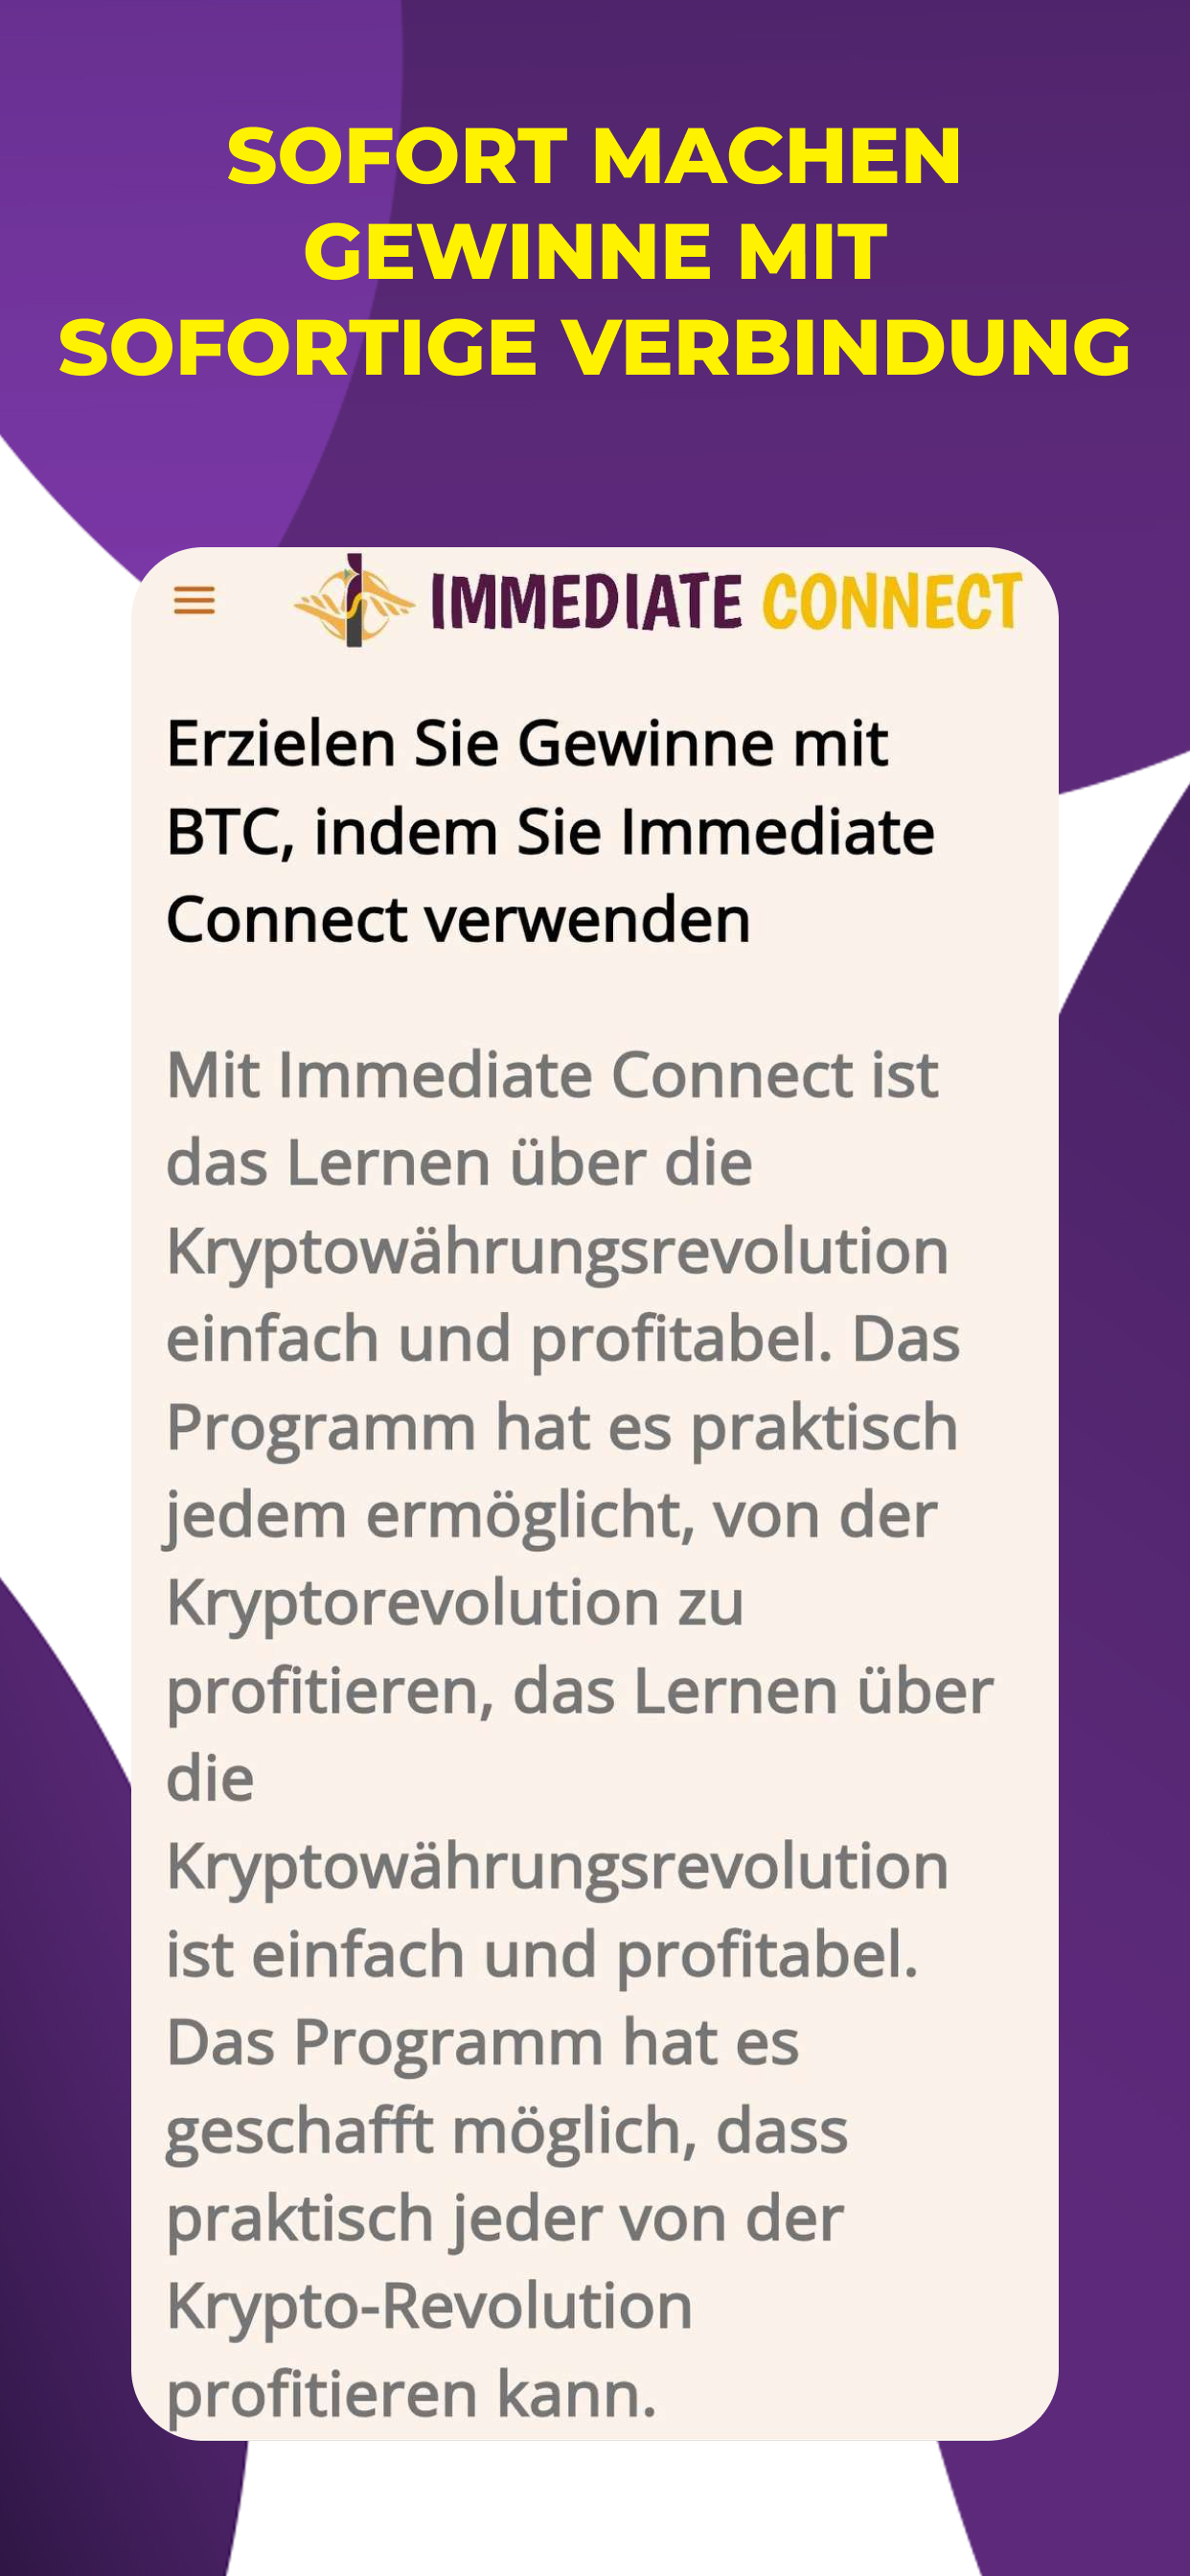 SOFORT MACHEN
GEWINNE MIT
SOFORTIGE VERBINDUNG
IMMEDIATE CONNECT
Erzielen Sie Gewinne mit
BTC, indem Sie Immediate
Connect verwenden
Mit Immediate Connect ist
das Lernen über die
Kryptowährungsrevolution
einfach und profitabel. Das
Programm hat es praktisch
jedem ermöglicht, von der
Kryptorevolution zu
profitieren, das Lernen über
die
Kryptowährungsrevolution
ist einfach und profitabel.
Das Programm hat es
geschafft möglich, dass
praktisch jeder von der
Krypto-Revolution
profitieren kann.